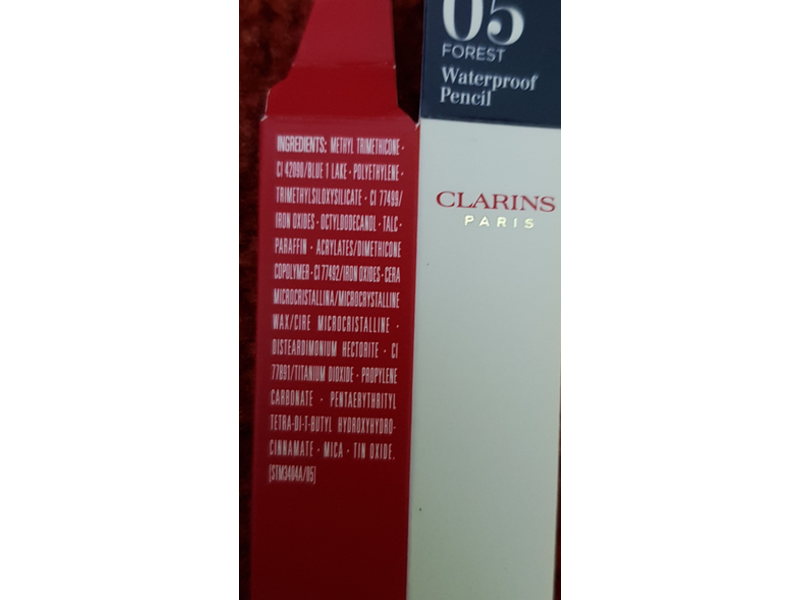 05
FOREST
Waterproof
Pencil
CLARINS
PARIS
INGREDIENTS: METHYL TRIMETHICONE ·
CI 42090/BLUE 1 LAKE · POLYETHYLENE ·
TRIMETHYLSILOXYSILICATE · CI 77499/
IRON OXIDES · OCTYLDODECANOL · TALC ·
PARAFFIN · ACRYLATES/DIMETHICONE
COPOLYMER · CI 77492/IRON OXIDES · CERA
MICROCRISTALLINA/MICROCRYSTALLINE
WAX/CIRE MICROCRISTALLINE ·
DISTEARDIMONIUM HECTORITE · CI
77891/TITANIUM DIOXIDE · PROPYLENE
CARBONATE · PENTAERYTHRITYL
TETRA-DI-T-BUTYL HYDROXYHYDRO-
CINNAMATE · MICA · TIN OXIDE.
[STM3404A/05]